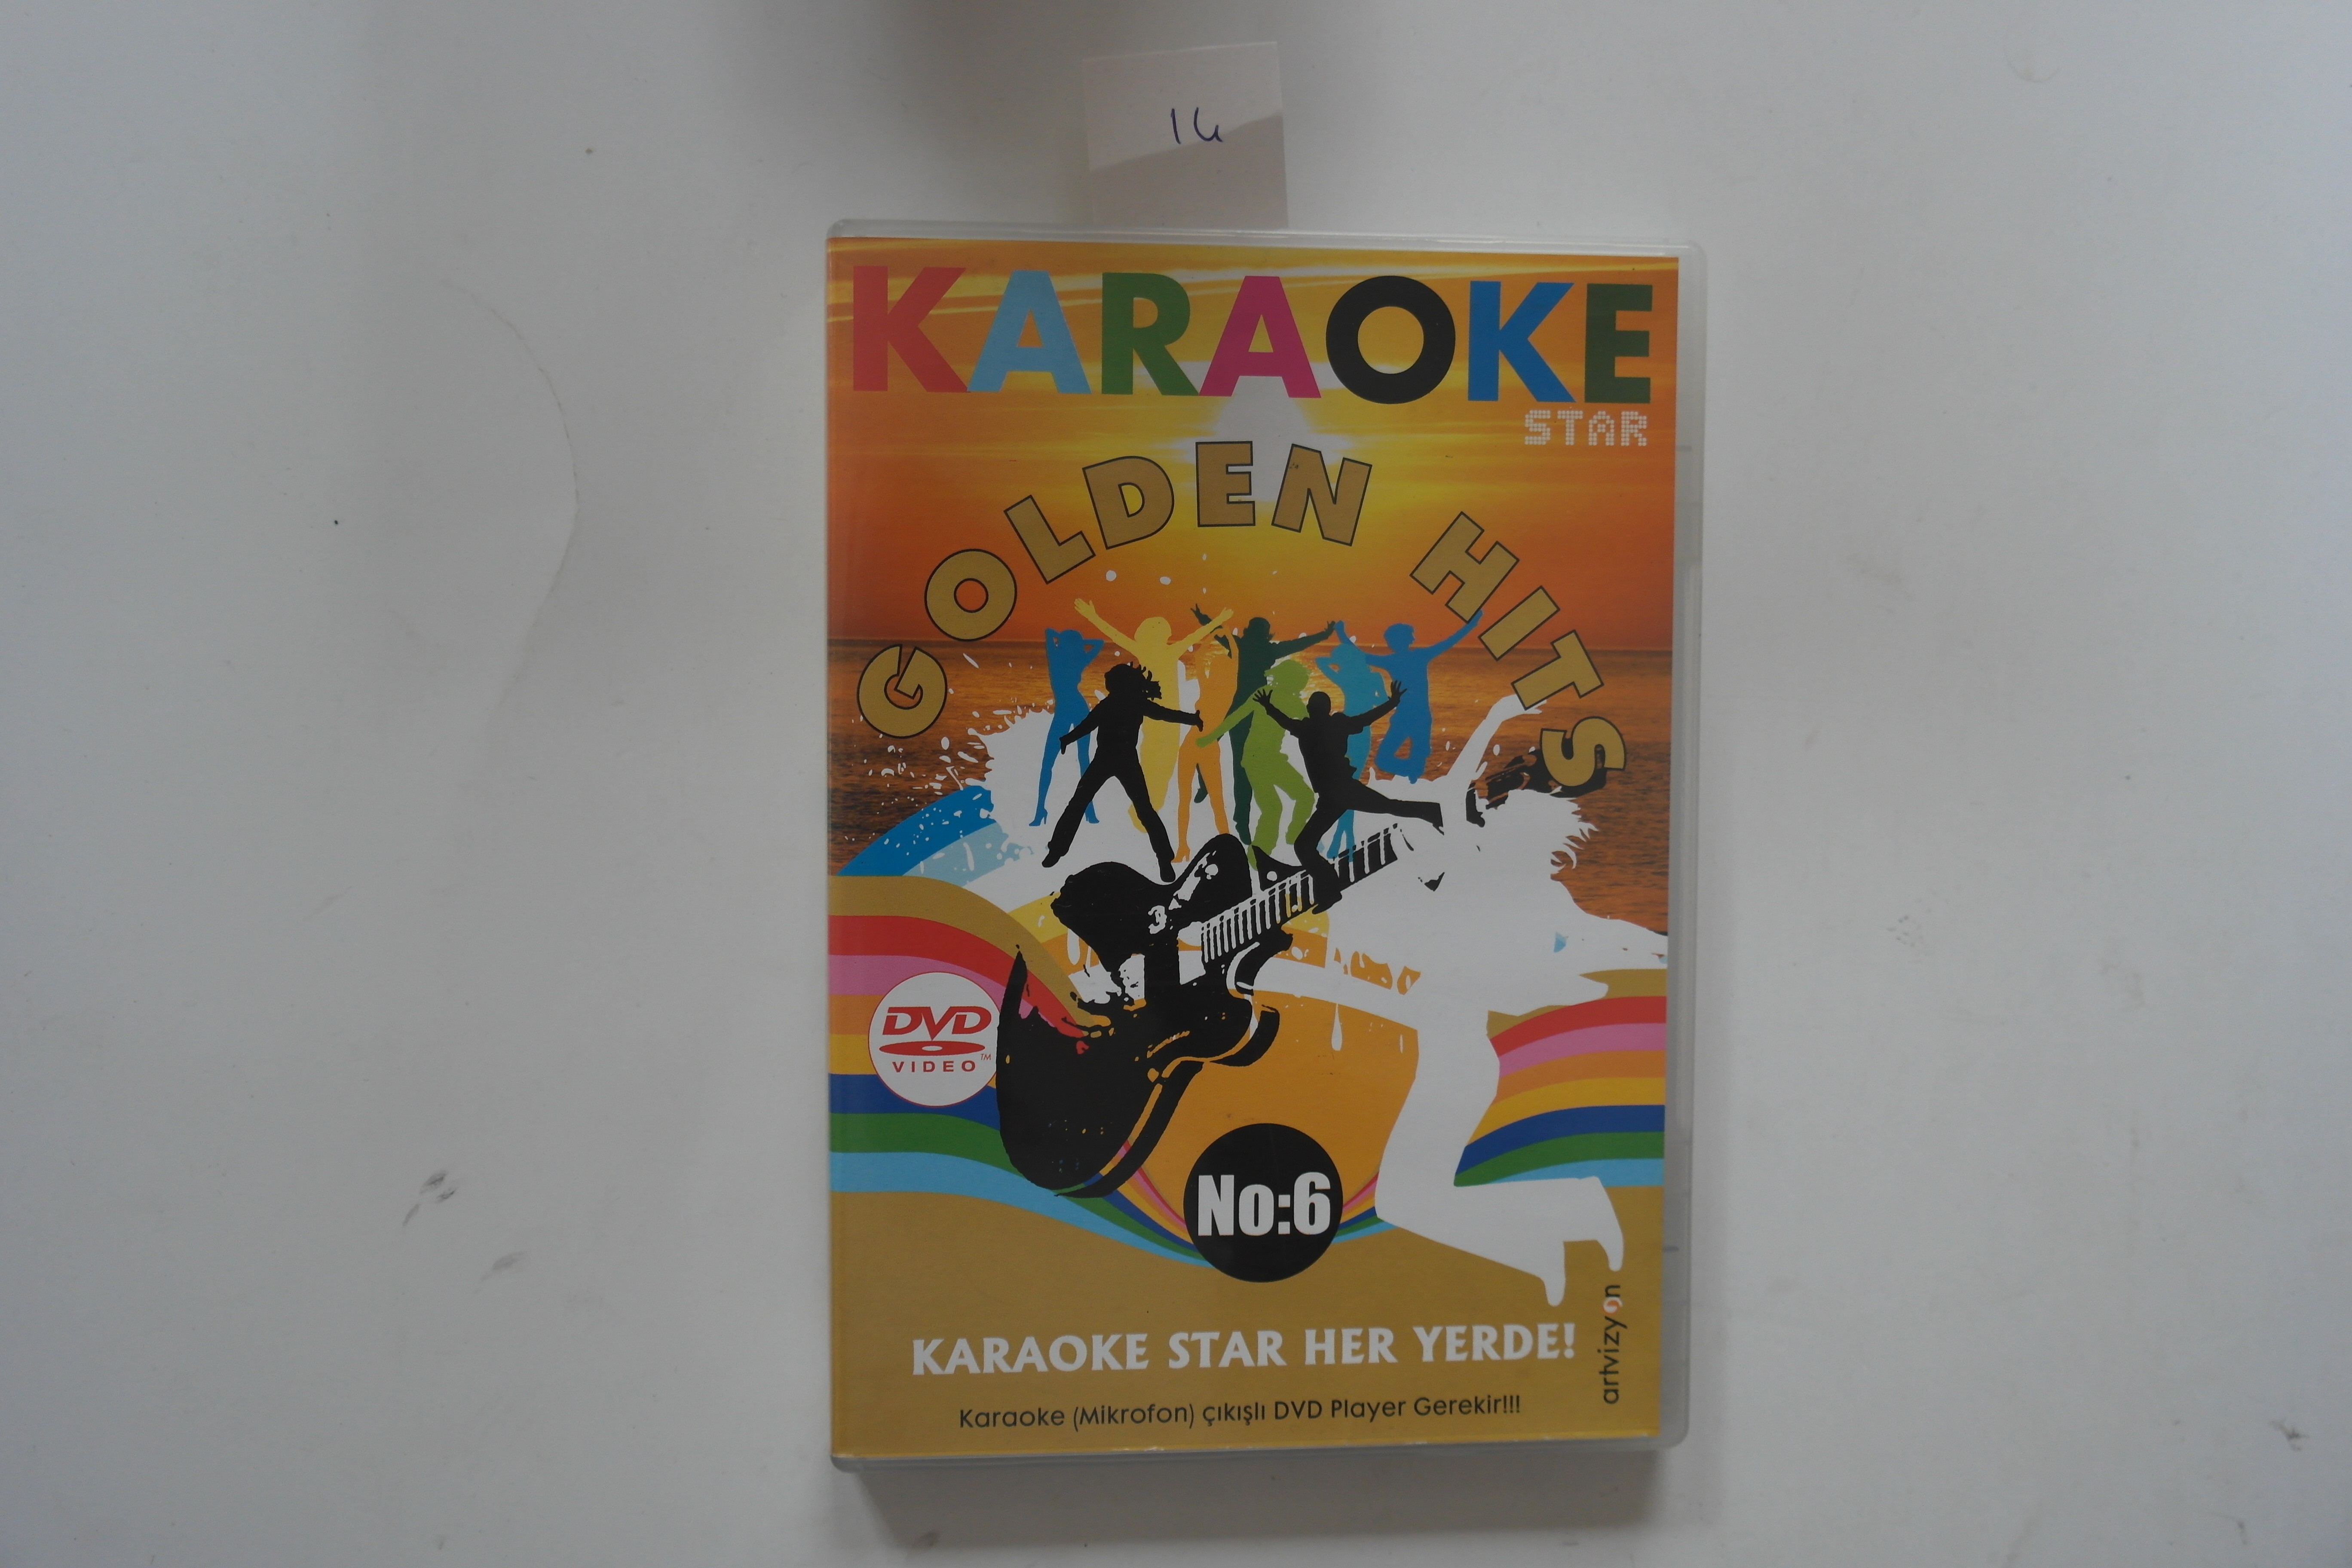 14
KARAOKE
STAR
GOLDEN HITS
DVD
VIDEO
TM
No:6
KARAOKE STAR HER YERDE!
artvizyon
Karaoke (Mikrofon) çıkışlı DVD Player Gerekir!!!